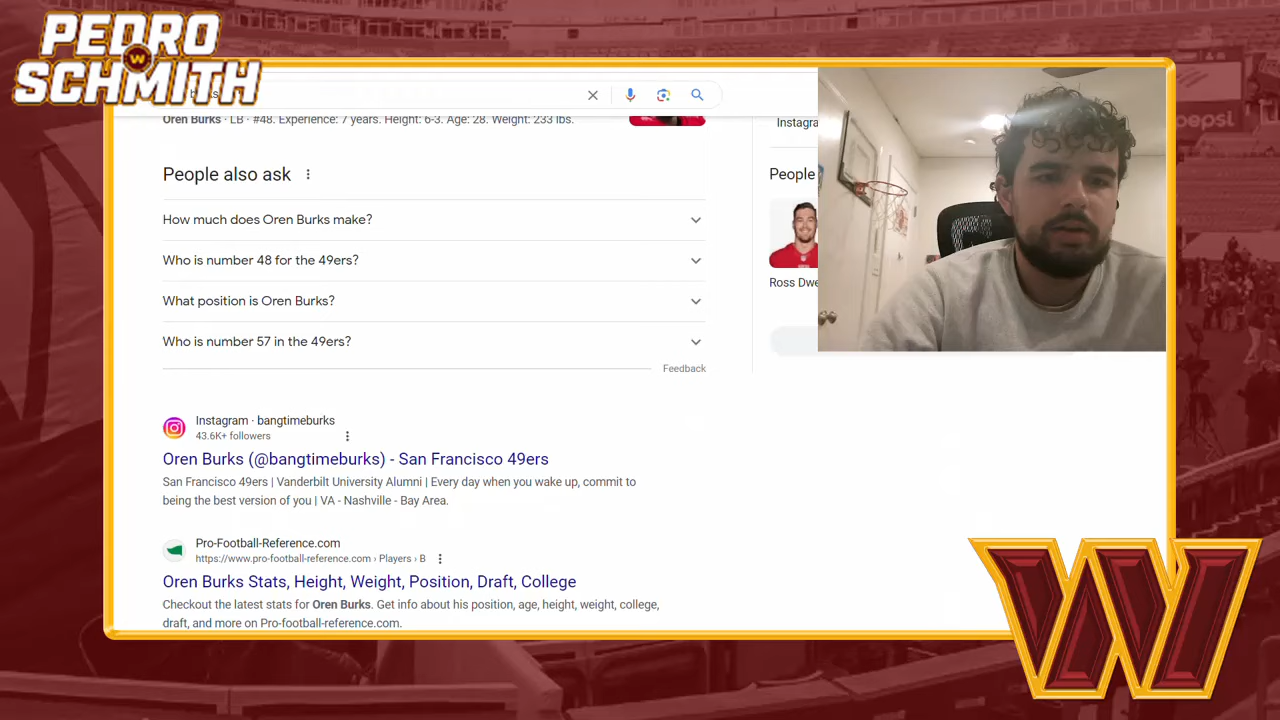 PEDRO
SCHMITH
Oren Burks · LB · #48. Experience: 7 years. Height: 6-3. Age: 28. Weight: 233 lbs.
Instagra
People also ask
People
How much does Oren Burks make?
Who is number 48 for the 49ers?
What position is Oren Burks?
Who is number 57 in the 49ers?
Ross Dwe
Feedback
Instagram · bangtimeburks
43.6K+ followers
Oren Burks (@bangtimeburks) - San Francisco 49ers
San Francisco 49ers | Vanderbilt University Alumni | Every day when you wake up, commit to
being the best version of you | VA - Nashville - Bay Area.
Pro-Football-Reference.com
https://www.pro-football-reference.com › Players › B
Oren Burks Stats, Height, Weight, Position, Draft, College
Checkout the latest stats for Oren Burks. Get info about his position, age, height, weight, college,
draft, and more on Pro-football-reference.com.
pepsi
W